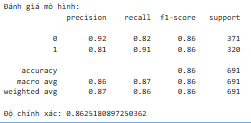 Đánh giá mô hình:
precision recall f1-score support
0 0.92 0.82 0.86 371
1 0.81 0.91 0.86 320
accuracy 0.86 691
macro avg 0.86 0.87 0.86 691
weighted avg 0.87 0.86 0.86 691
Độ chính xác: 0.8625180897250362